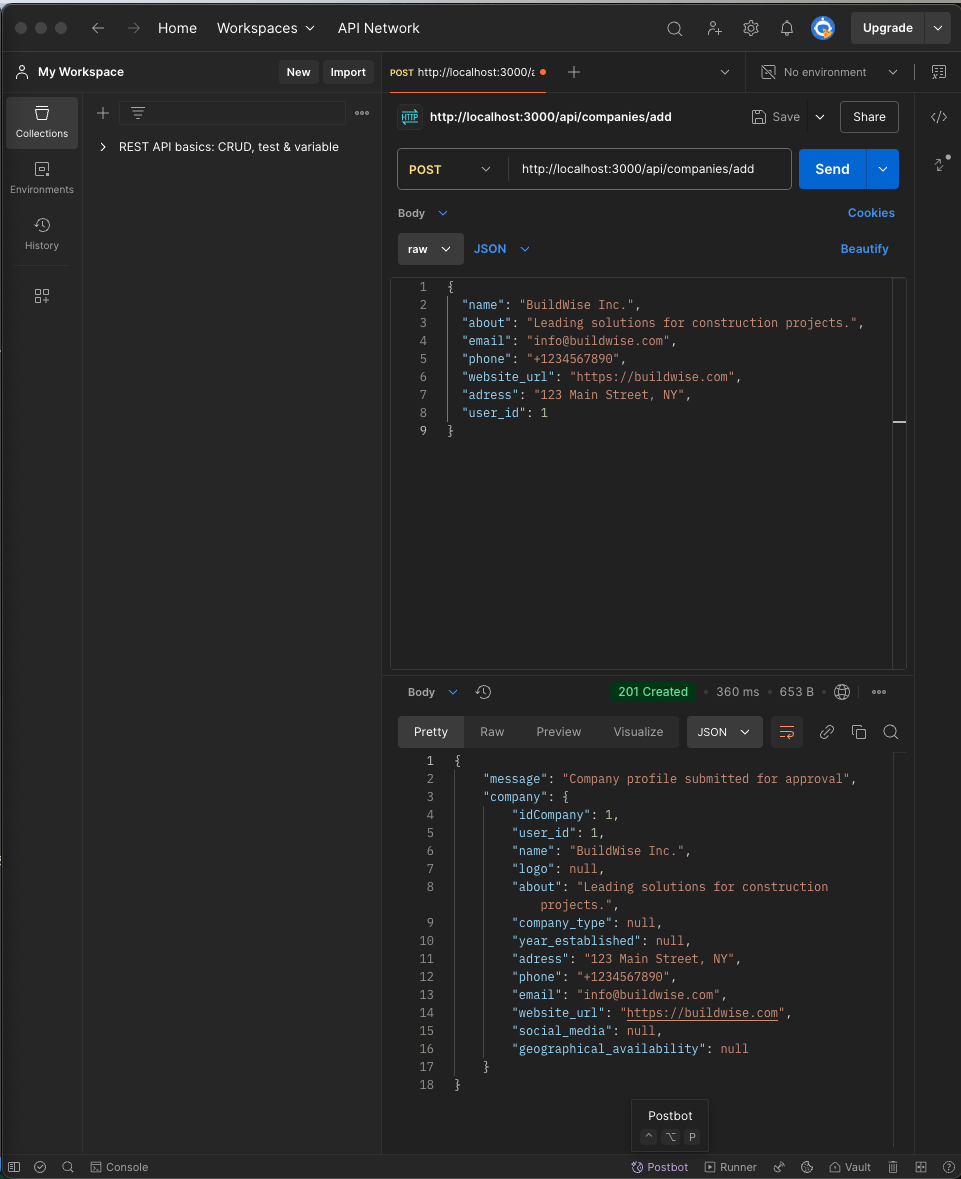 Home Workspaces API Network Upgrade
My Workspace New Import
POST http://localhost:3000/a No environment
Collections
Environments
History
REST API basics: CRUD, test & variable
HTTP http://localhost:3000/api/companies/add Save Share
POST http://localhost:3000/api/companies/add Send
Body Cookies
raw JSON Beautify
1 {
2 "name": "BuildWise Inc.",
3 "about": "Leading solutions for construction projects.",
4 "email": "info@buildwise.com",
5 "phone": "+1234567890",
6 "website_url": "https://buildwise.com",
7 "adress": "123 Main Street, NY",
8 "user_id": 1
9 }
Body 201 Created 360 ms 653 B
Pretty Raw Preview Visualize JSON
1 {
2 "message": "Company profile submitted for approval",
3 "company": {
4 "idCompany": 1,
5 "user_id": 1,
6 "name": "BuildWise Inc.",
7 "logo": null,
8 "about": "Leading solutions for construction
projects.",
9 "company_type": null,
10 "year_established": null,
11 "adress": "123 Main Street, NY",
12 "phone": "+1234567890",
13 "email": "info@buildwise.com",
14 "website_url": "https://buildwise.com",
15 "social_media": null,
16 "geographical_availability": null
17 }
18 }
Postbot
^ ⌥ P
Console Postbot Runner Vault